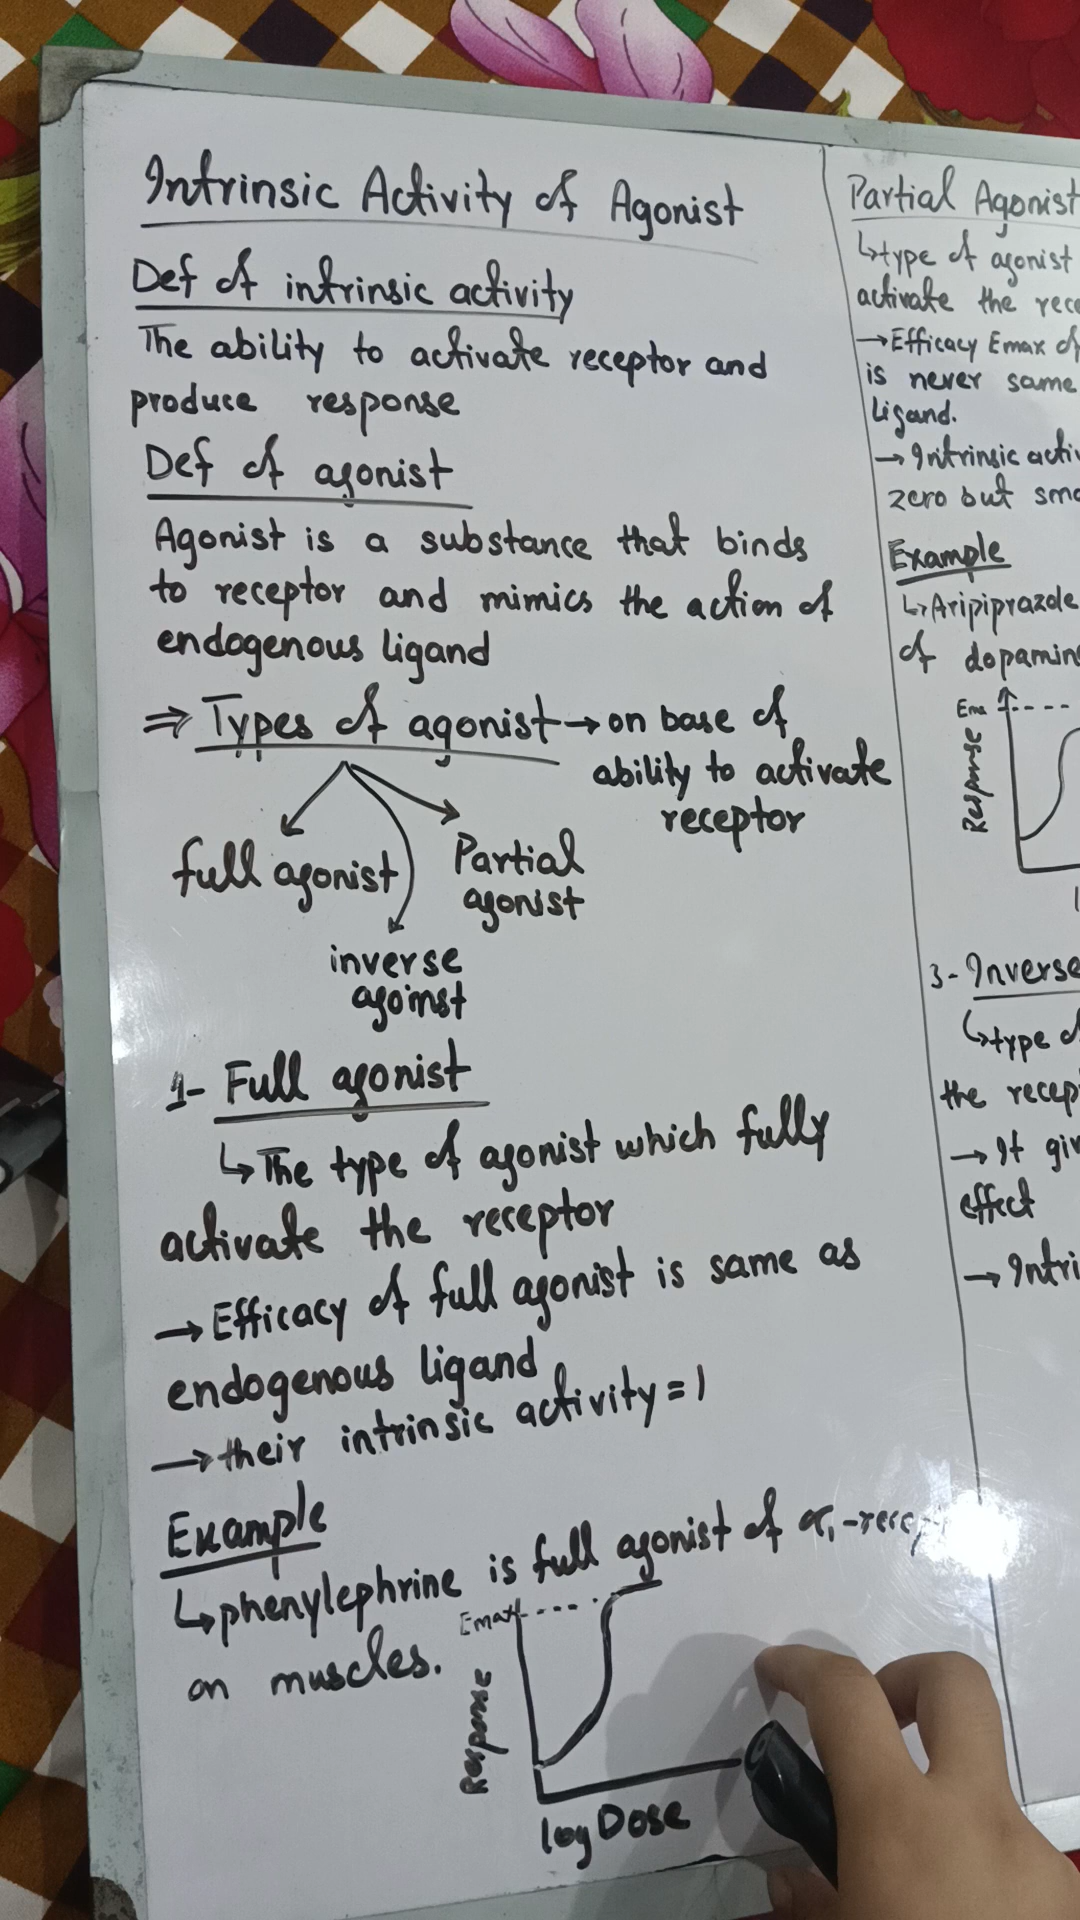 Intrinsic Activity of Agonist
Def of intrinsic activity
The ability to activate receptor and
produce response
Def of agonist
Agonist is a substance that binds
to receptor and mimics the action of
endogenous ligand
⇒ Types of agonist → on base of
ability to activate
receptor
full agonist
Partial
agonist
inverse
agoinst
1- Full agonist
↳ The type of agonist which fully
activate the receptor
→ Efficacy of full agonist is same as
endogenous ligand
→ their intrinsic activity = 1
Example
↳ phenylephrine is full agonist of α1-recep
on muscles.
Emax
Response
log Dose
Partial Agonist
↳ type of agonist
activate the rece
→ Efficacy Emax of
is never same
Ligand.
→ Intrinsic activ
zero but sma
Example
↳ Aripiprazole
of dopamin
Ema
Response
3- Inverse
↳ type of
the recep
→ It giv
effect
→ Intri